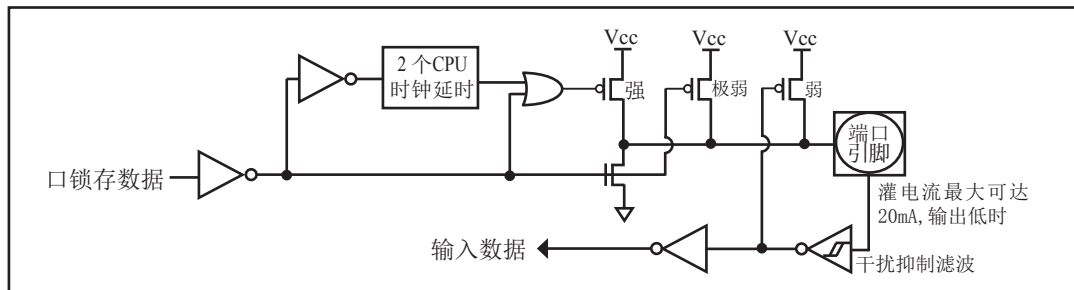 Vcc
Vcc
Vcc
2个CPU
时钟延时
强
极弱
弱
端口
引脚
口锁存数据
灌电流最大可达
20mA,输出低时
输入数据
干扰抑制滤波